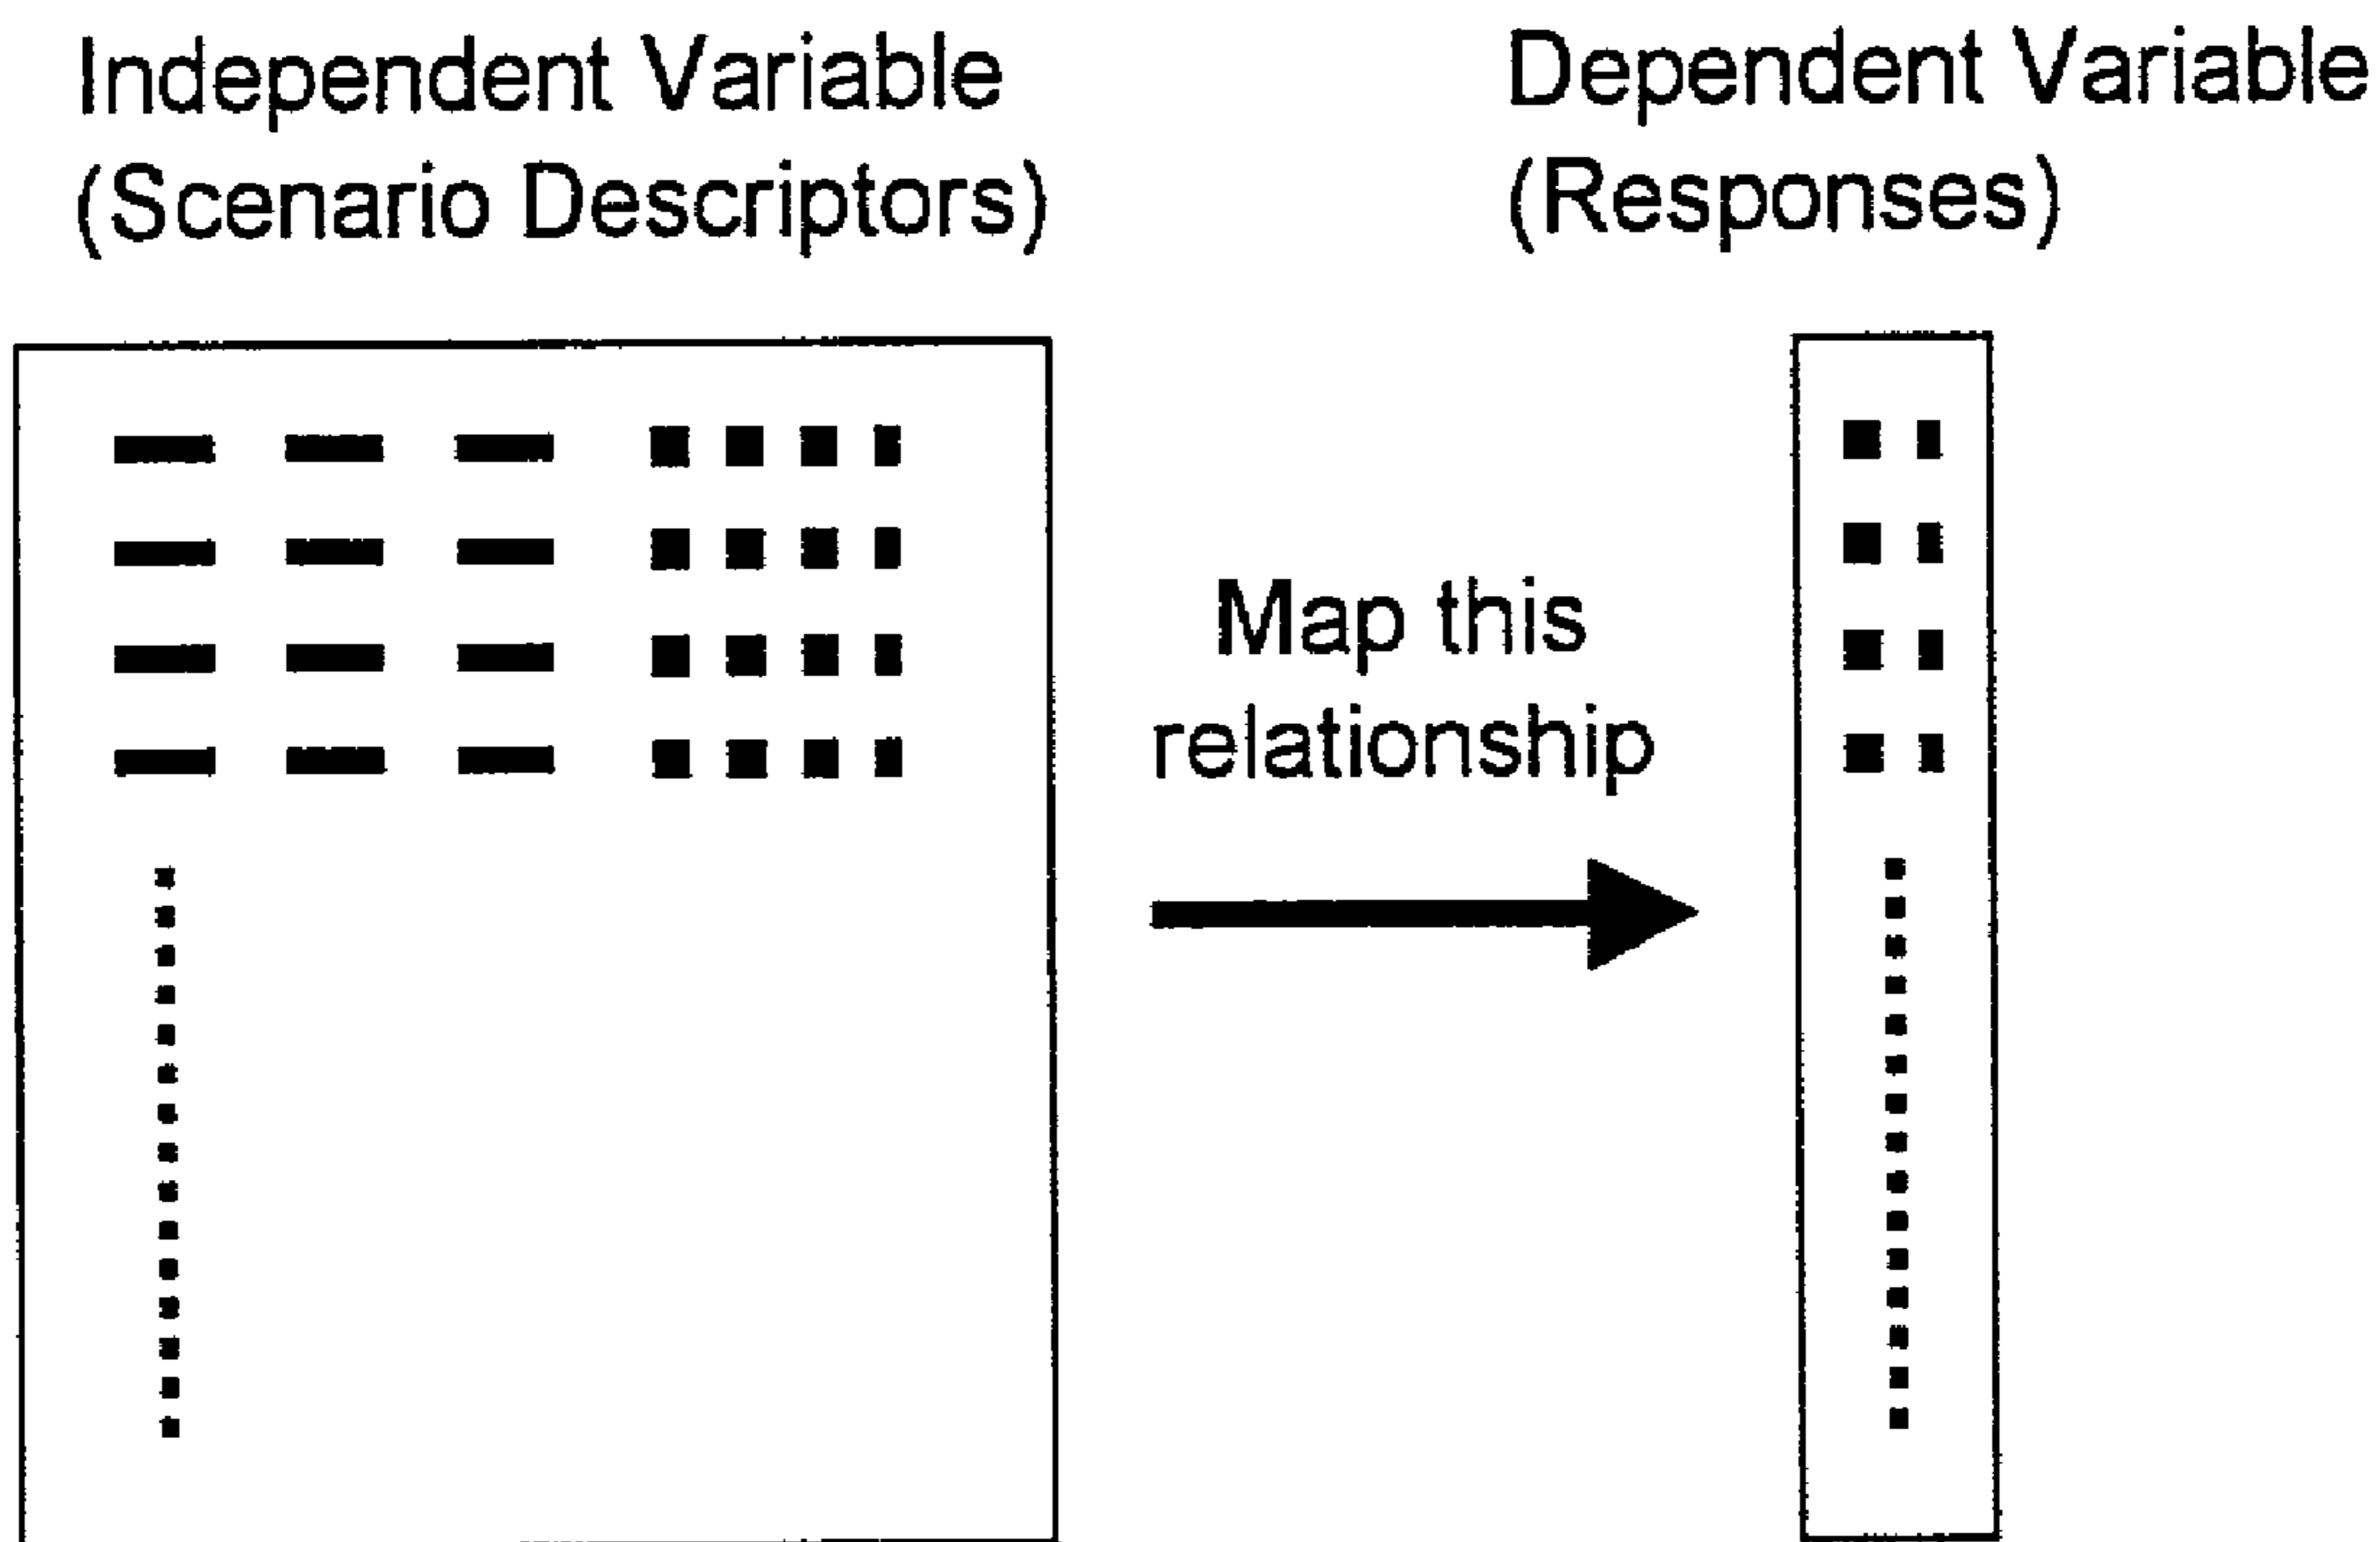 Independent Variable
(Scenario Descriptors)
Dependent Variable
(Responses)
Map this
relationship